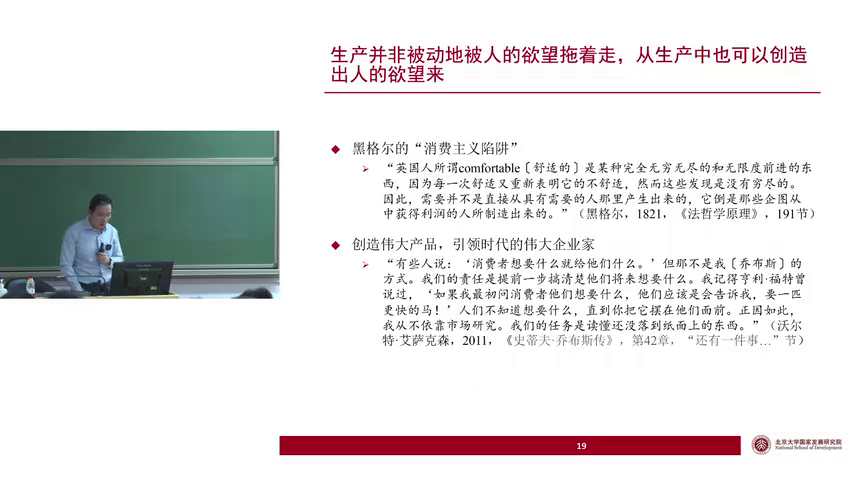 生产并非被动地被人的欲望拖着走，从生产中也可以创造
出人的欲望来
黑格尔的“消费主义陷阱”
“英国人所谓comfortable〔舒适的〕是某种完全无穷无尽的和无限度前进的东
西，因为每一次舒适又重新表明它的不舒适，然而这些发现是没有穷尽的。
因此，需要并不是直接从具有需要的人那里产生出来的，它倒是那些企图从
中获得利润的人所制造出来的。”（黑格尔，1821，《法哲学原理》，191节）
创造伟大产品，引领时代的伟大企业家
“有些人说：‘消费者想要什么就给他们什么。’但那不是我〔乔布斯〕的
方式。我们的责任是提前一步搞清楚他们将来想要什么。我记得亨利·福特曾
说过，‘如果我最初问消费者他们想要什么，他们应该是会告诉我，要一匹
更快的马！’人们不知道想要什么，直到你把它摆在他们面前。正因如此，
我从不依靠市场研究。我们的任务是读懂还没落到纸面上的东西。”（沃尔
特·艾萨克森，2011，《史蒂夫·乔布斯传》，第42章，“还有一件事…”节）
19
北京大学国家发展研究院
National School of Development